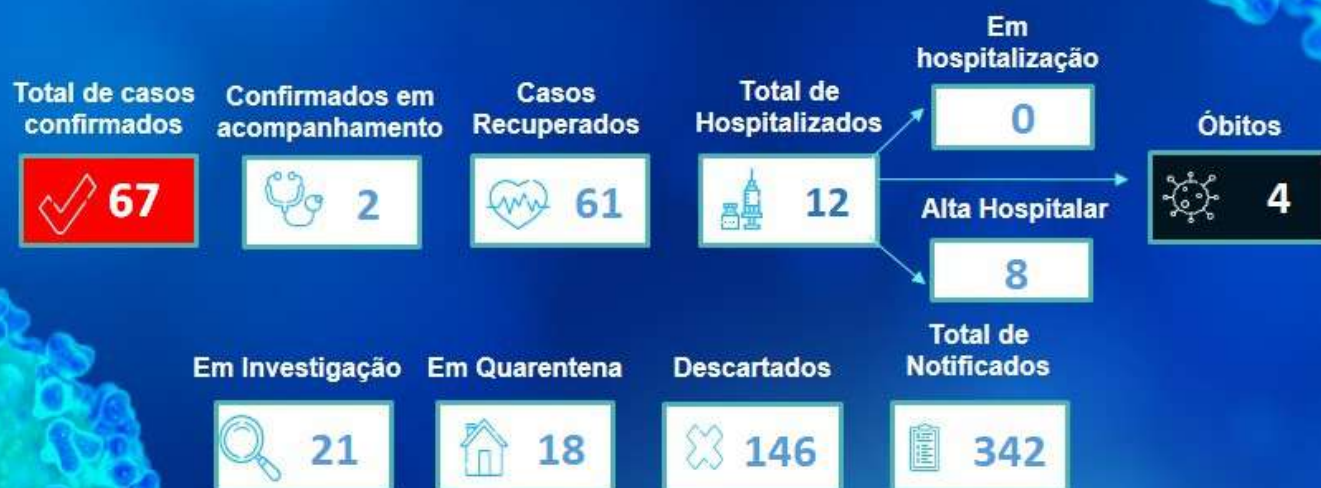 Total de casos
confirmados
67
Confirmados em
acompanhamento
2
Casos
Recuperados
61
Total de
Hospitalizados
12
Em
hospitalização
0
Alta Hospitalar
8
Óbitos
4
Em Investigação
21
Em Quarentena
18
Descartados
146
Total de
Notificados
342